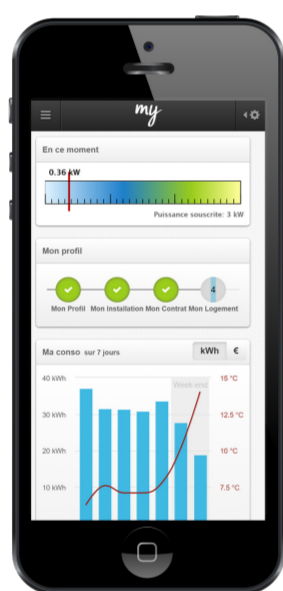 my
En ce moment
0.36 kW
Puissance souscrite: 3 kW
Mon profil
4
Mon Profil Mon Installation Mon Contrat Mon Logement
Ma conso sur 7 jours kWh €
40 kWh Week-end 15 °C
30 kWh 12.5 °C
20 kWh 10 °C
10 kWh 7.5 °C